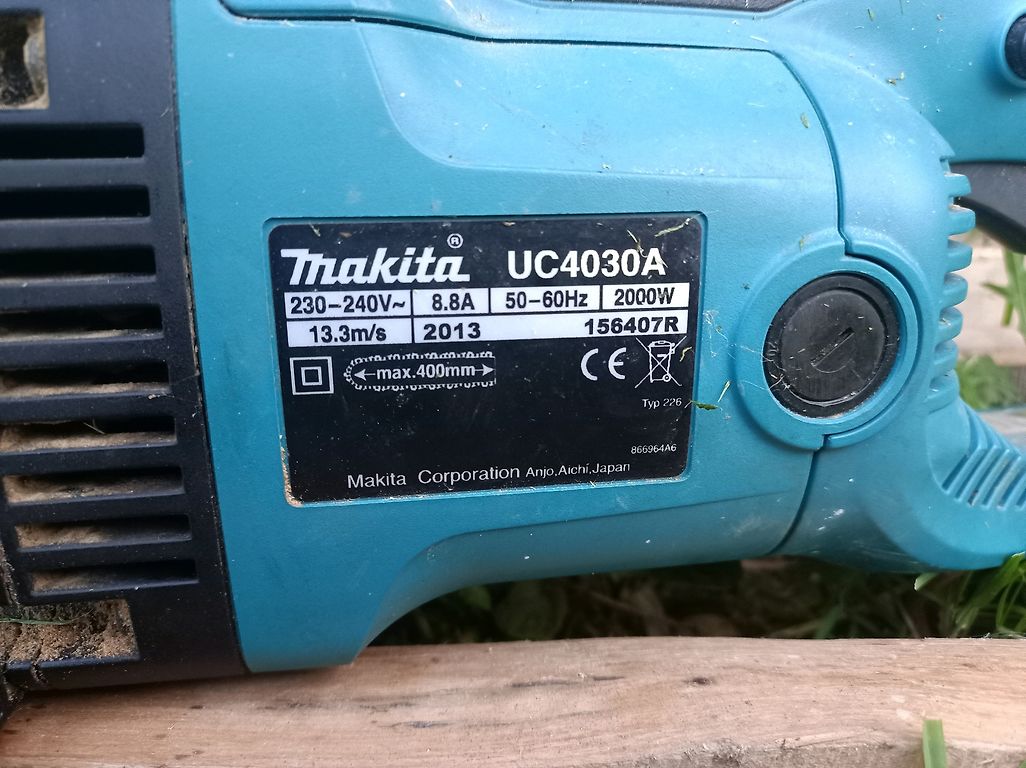 makita® UC4030A
230-240V~ 8.8A 50-60Hz 2000W
13.3m/s 2013 156407R
max.400mm CE
Typ 226
866964A6
Makita Corporation Anjo,Aichi,Japan